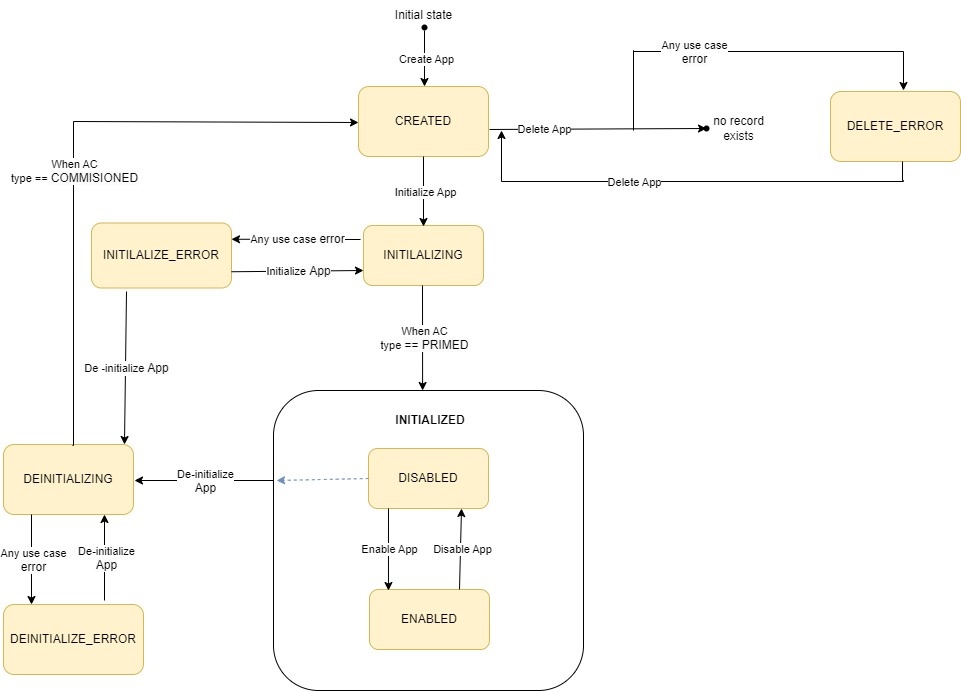 Initial state
Create App
CREATED
Delete App
Any use case
error
no record
exists
DELETE_ERROR
Delete App
When AC
type == COMMISIONED
Initialize App
INITILALIZE_ERROR
Any use case error
Initialize App
INITILALIZING
When AC
type == PRIMED
De -initialize App
INITIALIZED
DEINITIALIZING
De-initialize
App
DISABLED
Enable App
Disable App
ENABLED
Any use case
error
De-initialize
App
DEINITIALIZE_ERROR